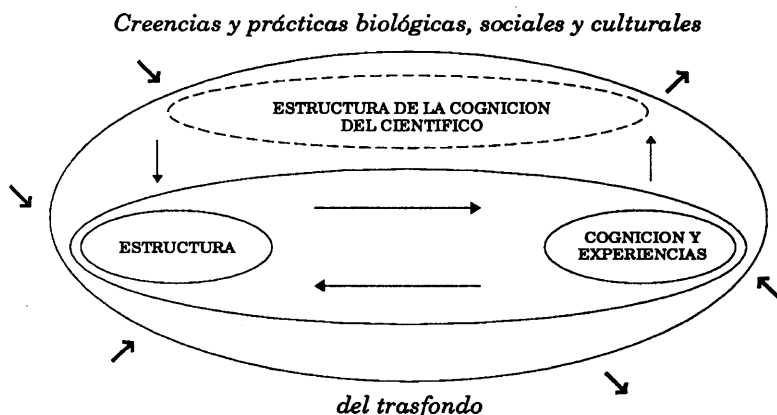 Creencias y prácticas biológicas, sociales y culturales
ESTRUCTURA DE LA COGNICION
DEL CIENTIFICO
ESTRUCTURA
COGNICION Y
EXPERIENCIAS
del trasfondo